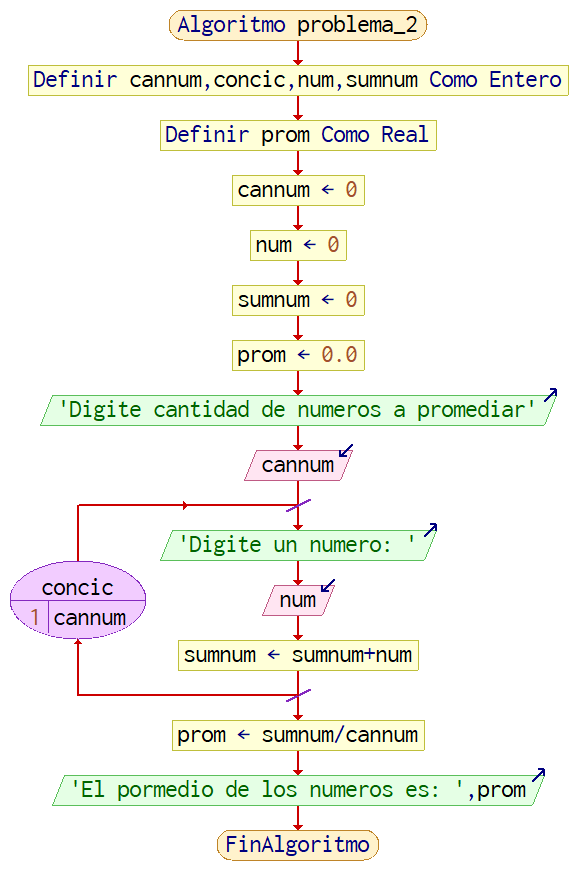 Algoritmo problema_2
Definir cannum,concic,num,sumnum Como Entero
Definir prom Como Real
cannum ← 0
num ← 0
sumnum ← 0
prom ← 0.0
'Digite cantidad de numeros a promediar'
cannum
'Digite un numero: '
concic
1 cannum
num
sumnum ← sumnum+num
prom ← sumnum/cannum
'El pormedio de los numeros es: ',prom
FinAlgoritmo